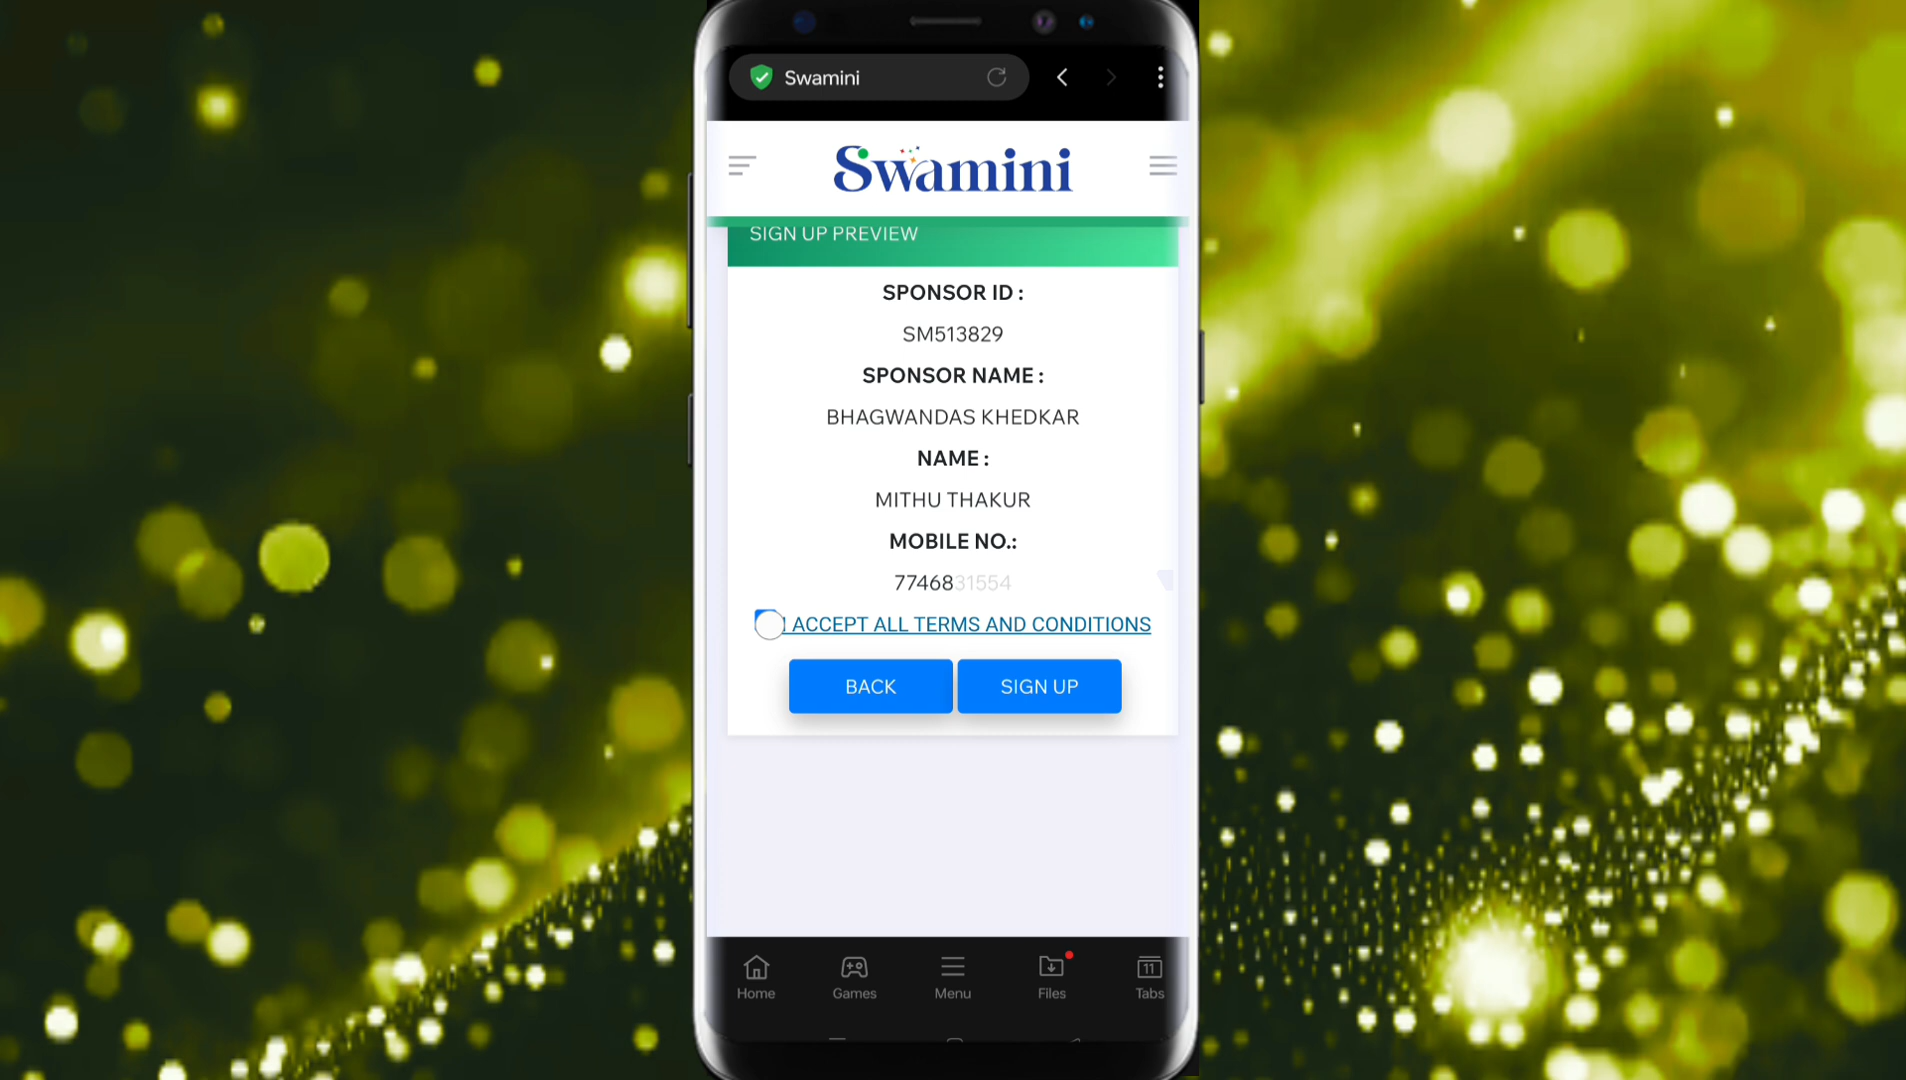 Swamini
Swamini
SIGN UP PREVIEW
SPONSOR ID :
SM513829
SPONSOR NAME :
BHAGWANDAS KHEDKAR
NAME :
MITHU THAKUR
MOBILE NO.:
7746831554
I ACCEPT ALL TERMS AND CONDITIONS
BACK SIGN UP
11
Home Games Menu Files Tabs